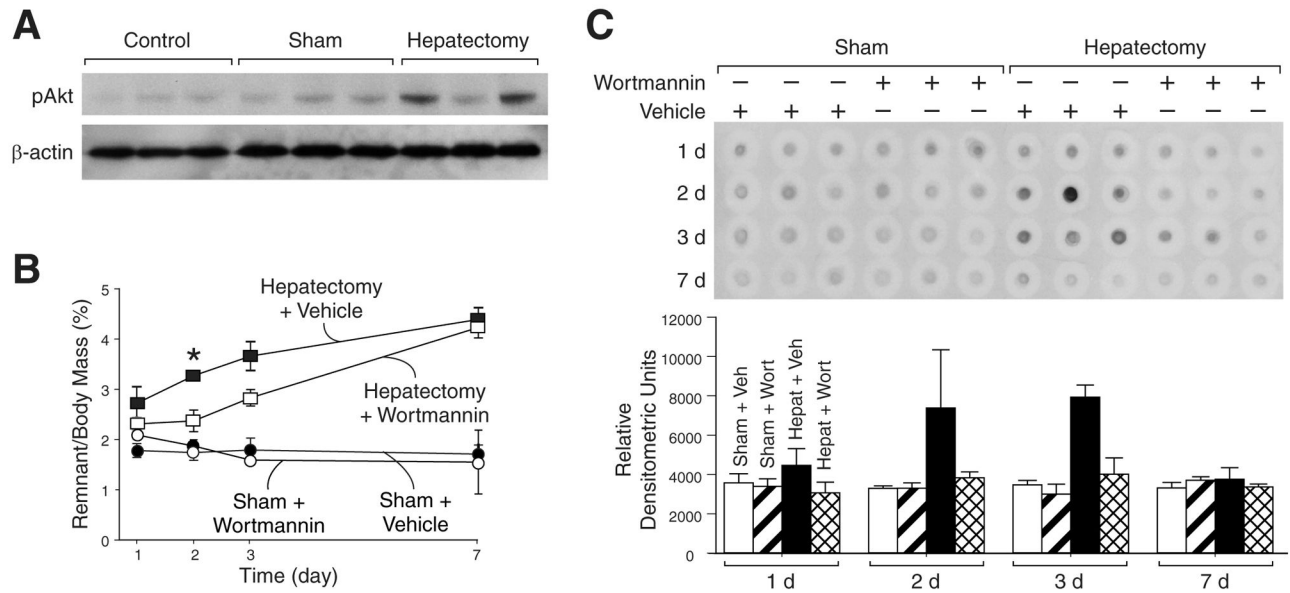 A
Control Sham Hepatectomy
pAkt
β-actin
B
Remnant/Body Mass (%)
5
4
3
2
1
0
*
Hepatectomy
+ Vehicle
Hepatectomy
+ Wortmannin
Sham +
Wortmannin
Sham +
Vehicle
1 2 3 7
Time (day)
C
Sham Hepatectomy
Wortmannin − − − + + + − − − + + +
Vehicle + + + − − − + + + − − −
1 d
2 d
3 d
7 d
Relative
Densitometric Units
12000
10000
8000
6000
4000
2000
0
Sham + Veh
Sham + Wort
Hepat + Veh
Hepat + Wort
1 d 2 d 3 d 7 d